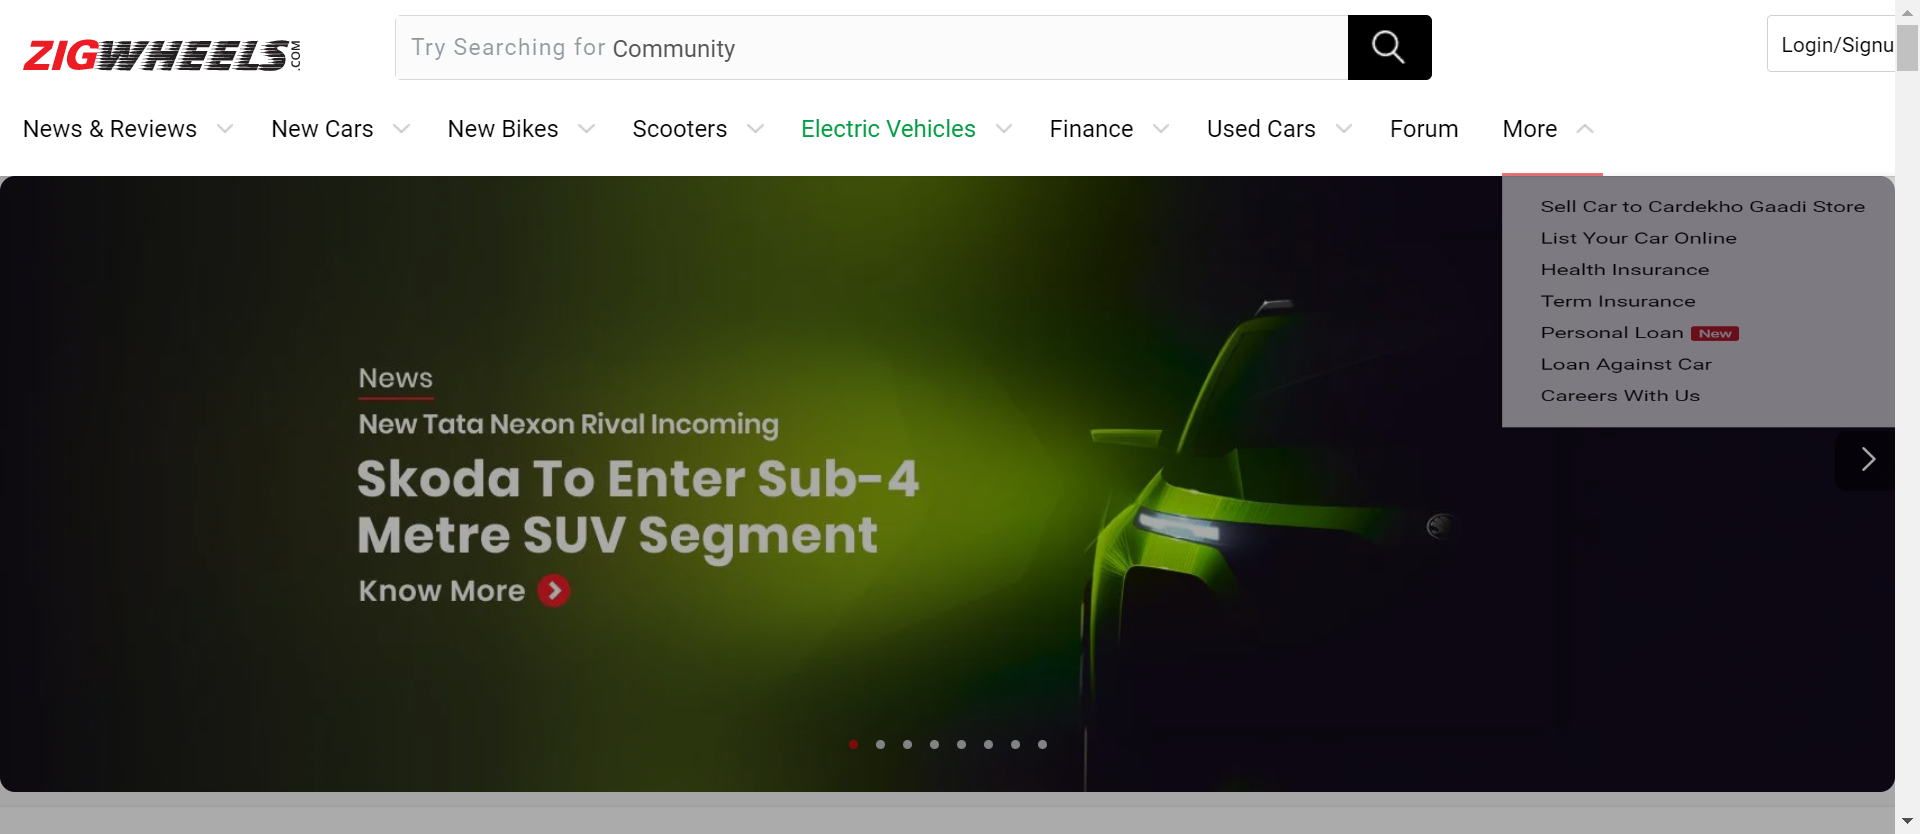 ZIGWHEELS.COM
Try Searching for Community
Login/Signu
News & Reviews
New Cars
New Bikes
Scooters
Electric Vehicles
Finance
Used Cars
Forum
More
Sell Car to Cardekho Gaadi Store
List Your Car Online
Health Insurance
Term Insurance
Personal Loan New
Loan Against Car
Careers With Us
News
New Tata Nexon Rival Incoming
Skoda To Enter Sub-4
Metre SUV Segment
Know More